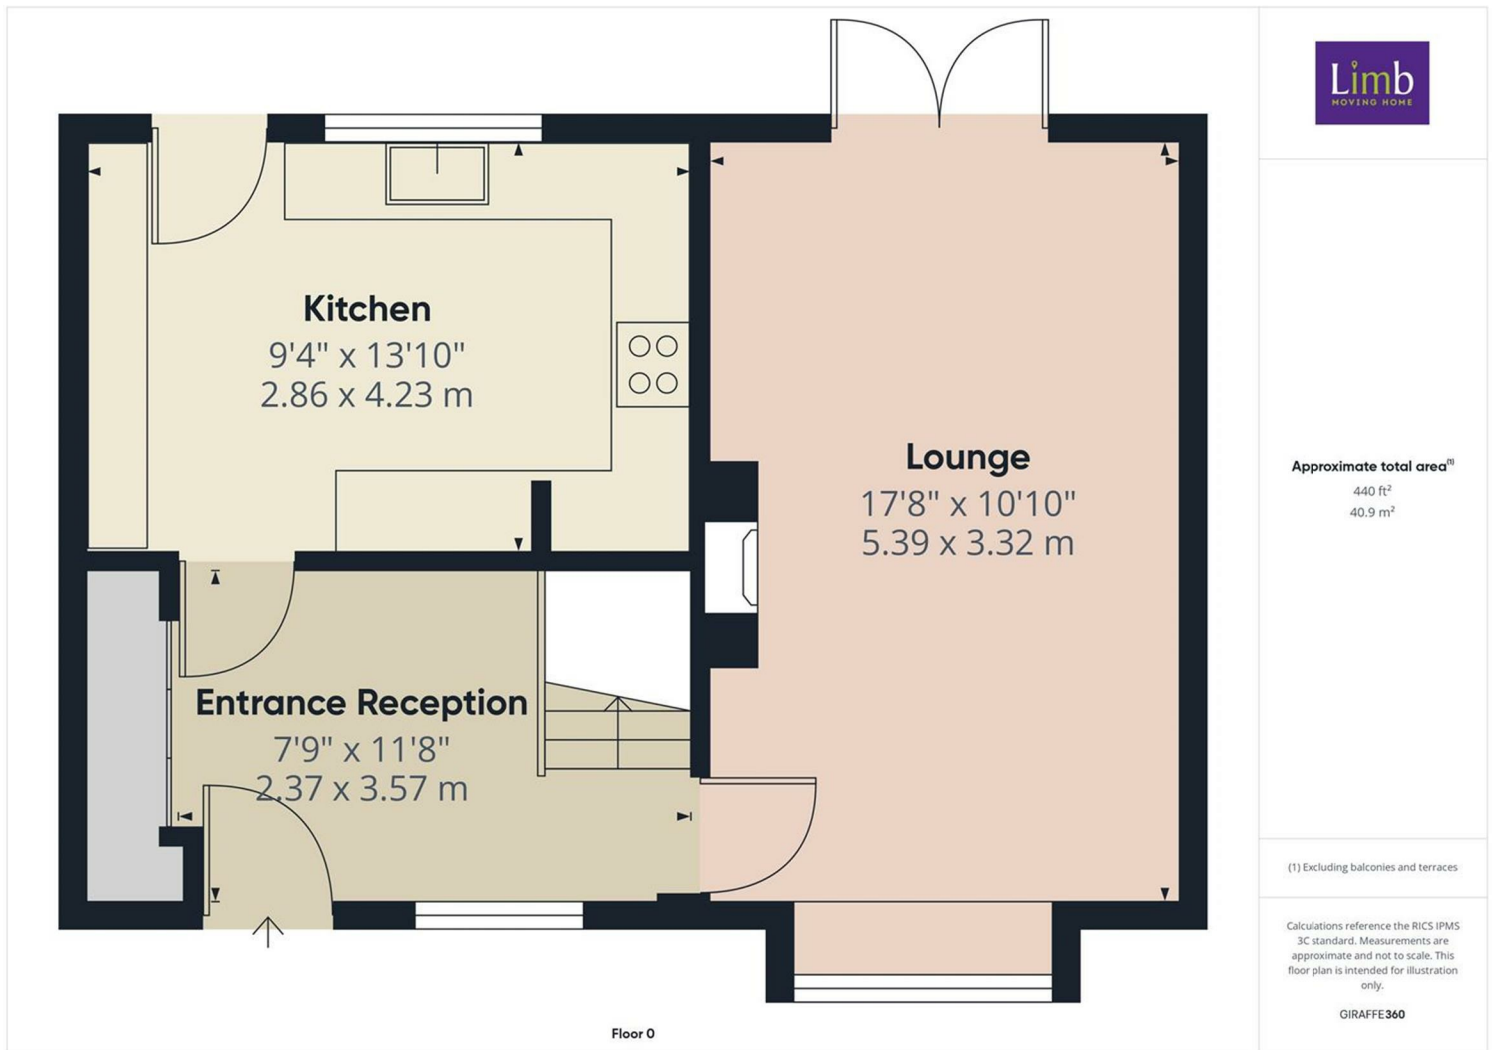 Limb
MOVING HOME
Kitchen
9'4" x 13'10"
2.86 x 4.23 m
Lounge
17'8" x 10'10"
5.39 x 3.32 m
Entrance Reception
7'9" x 11'8"
2.37 x 3.57 m
Floor 0
Approximate total area⁽¹⁾
440 ft²
40.9 m²
(1) Excluding balconies and terraces
Calculations reference the RICS IPMS
3C standard. Measurements are
approximate and not to scale. This
floor plan is intended for illustration
only.
GIRAFFE360